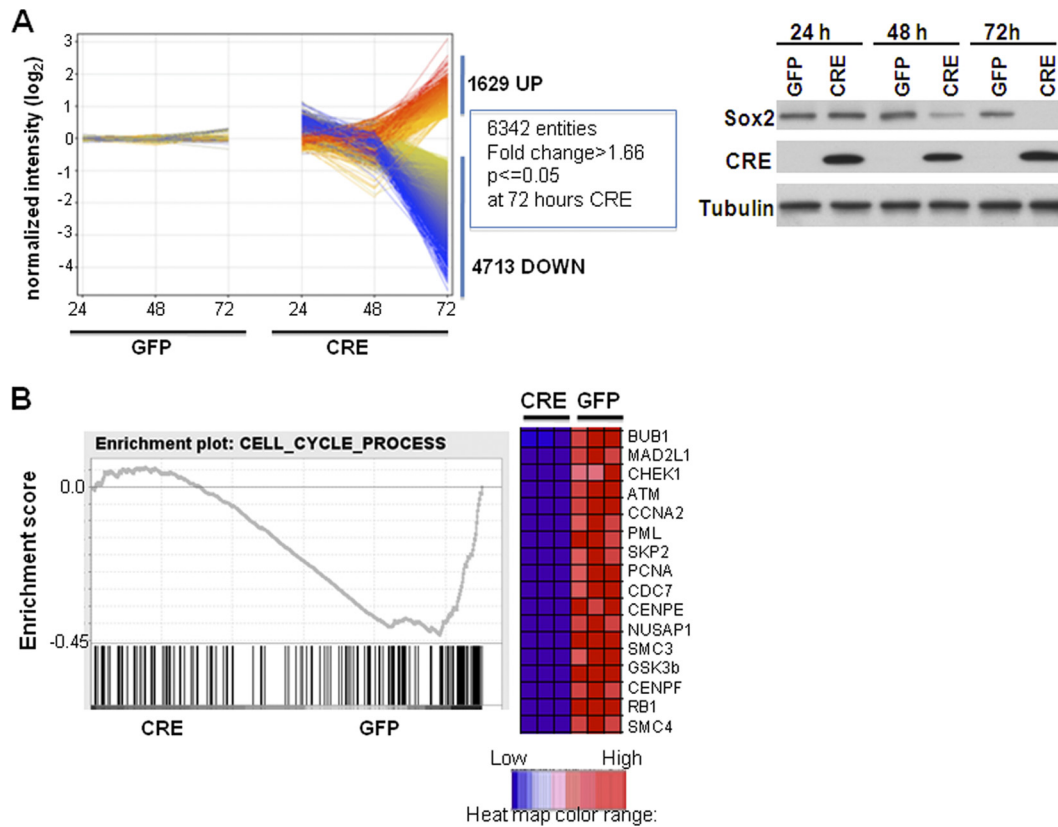 A
normalized intensity (log2)
3
2
1
0
-1
-2
-3
-4
24 48 72 24 48 72
GFP CRE
1629 UP
6342 entities
Fold change>1.66
p<=0.05
at 72 hours CRE
4713 DOWN
24 h 48 h 72h
GFP CRE GFP CRE GFP CRE
Sox2
CRE
Tubulin
B
Enrichment plot: CELL_CYCLE_PROCESS
Enrichment score
0.0
-0.45
CRE GFP
CRE GFP
BUB1
MAD2L1
CHEK1
ATM
CCNA2
PML
SKP2
PCNA
CDC7
CENPE
NUSAP1
SMC3
GSK3b
CENPF
RB1
SMC4
Low High
Heat map color range: